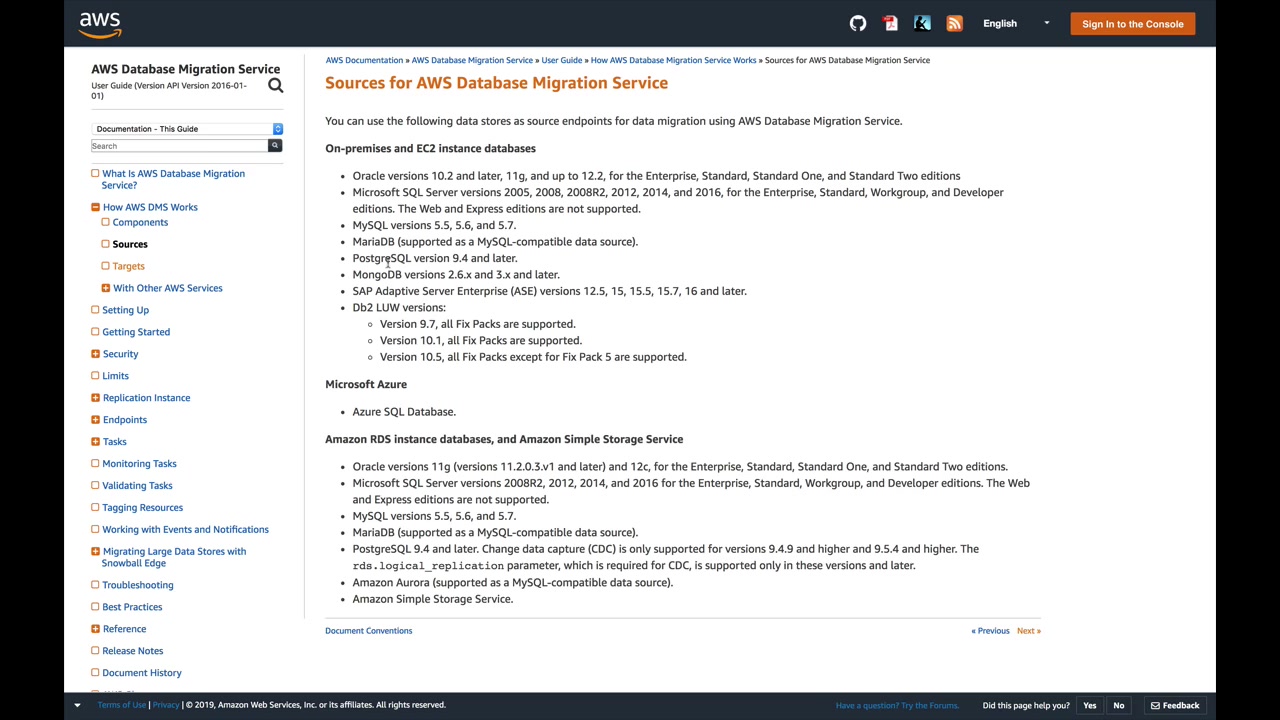 aws
English
Sign In to the Console
AWS Database Migration Service
User Guide (Version API Version 2016-01-
01)
Documentation - This Guide
Search
What Is AWS Database Migration
Service?
How AWS DMS Works
Components
Sources
Targets
With Other AWS Services
Setting Up
Getting Started
Security
Limits
Replication Instance
Endpoints
Tasks
Monitoring Tasks
Validating Tasks
Tagging Resources
Working with Events and Notifications
Migrating Large Data Stores with
Snowball Edge
Troubleshooting
Best Practices
Reference
Release Notes
Document History
AWS Documentation » AWS Database Migration Service » User Guide » How AWS Database Migration Service Works » Sources for AWS Database Migration Service
Sources for AWS Database Migration Service
You can use the following data stores as source endpoints for data migration using AWS Database Migration Service.
On-premises and EC2 instance databases
• Oracle versions 10.2 and later, 11g, and up to 12.2, for the Enterprise, Standard, Standard One, and Standard Two editions
• Microsoft SQL Server versions 2005, 2008, 2008R2, 2012, 2014, and 2016, for the Enterprise, Standard, Workgroup, and Developer
editions. The Web and Express editions are not supported.
• MySQL versions 5.5, 5.6, and 5.7.
• MariaDB (supported as a MySQL-compatible data source).
• PostgreSQL version 9.4 and later.
• MongoDB versions 2.6.x and 3.x and later.
• SAP Adaptive Server Enterprise (ASE) versions 12.5, 15, 15.5, 15.7, 16 and later.
• Db2 LUW versions:
◦ Version 9.7, all Fix Packs are supported.
◦ Version 10.1, all Fix Packs are supported.
◦ Version 10.5, all Fix Packs except for Fix Pack 5 are supported.
Microsoft Azure
• Azure SQL Database.
Amazon RDS instance databases, and Amazon Simple Storage Service
• Oracle versions 11g (versions 11.2.0.3.v1 and later) and 12c, for the Enterprise, Standard, Standard One, and Standard Two editions.
• Microsoft SQL Server versions 2008R2, 2012, 2014, and 2016 for the Enterprise, Standard, Workgroup, and Developer editions. The Web
and Express editions are not supported.
• MySQL versions 5.5, 5.6, and 5.7.
• MariaDB (supported as a MySQL-compatible data source).
• PostgreSQL 9.4 and later. Change data capture (CDC) is only supported for versions 9.4.9 and higher and 9.5.4 and higher. The
rds.logical_replication parameter, which is required for CDC, is supported only in these versions and later.
• Amazon Aurora (supported as a MySQL-compatible data source).
• Amazon Simple Storage Service.
Document Conventions
« Previous Next »
Terms of Use | Privacy | © 2019, Amazon Web Services, Inc. or its affiliates. All rights reserved.
Have a question? Try the Forums.
Did this page help you? Yes No Feedback